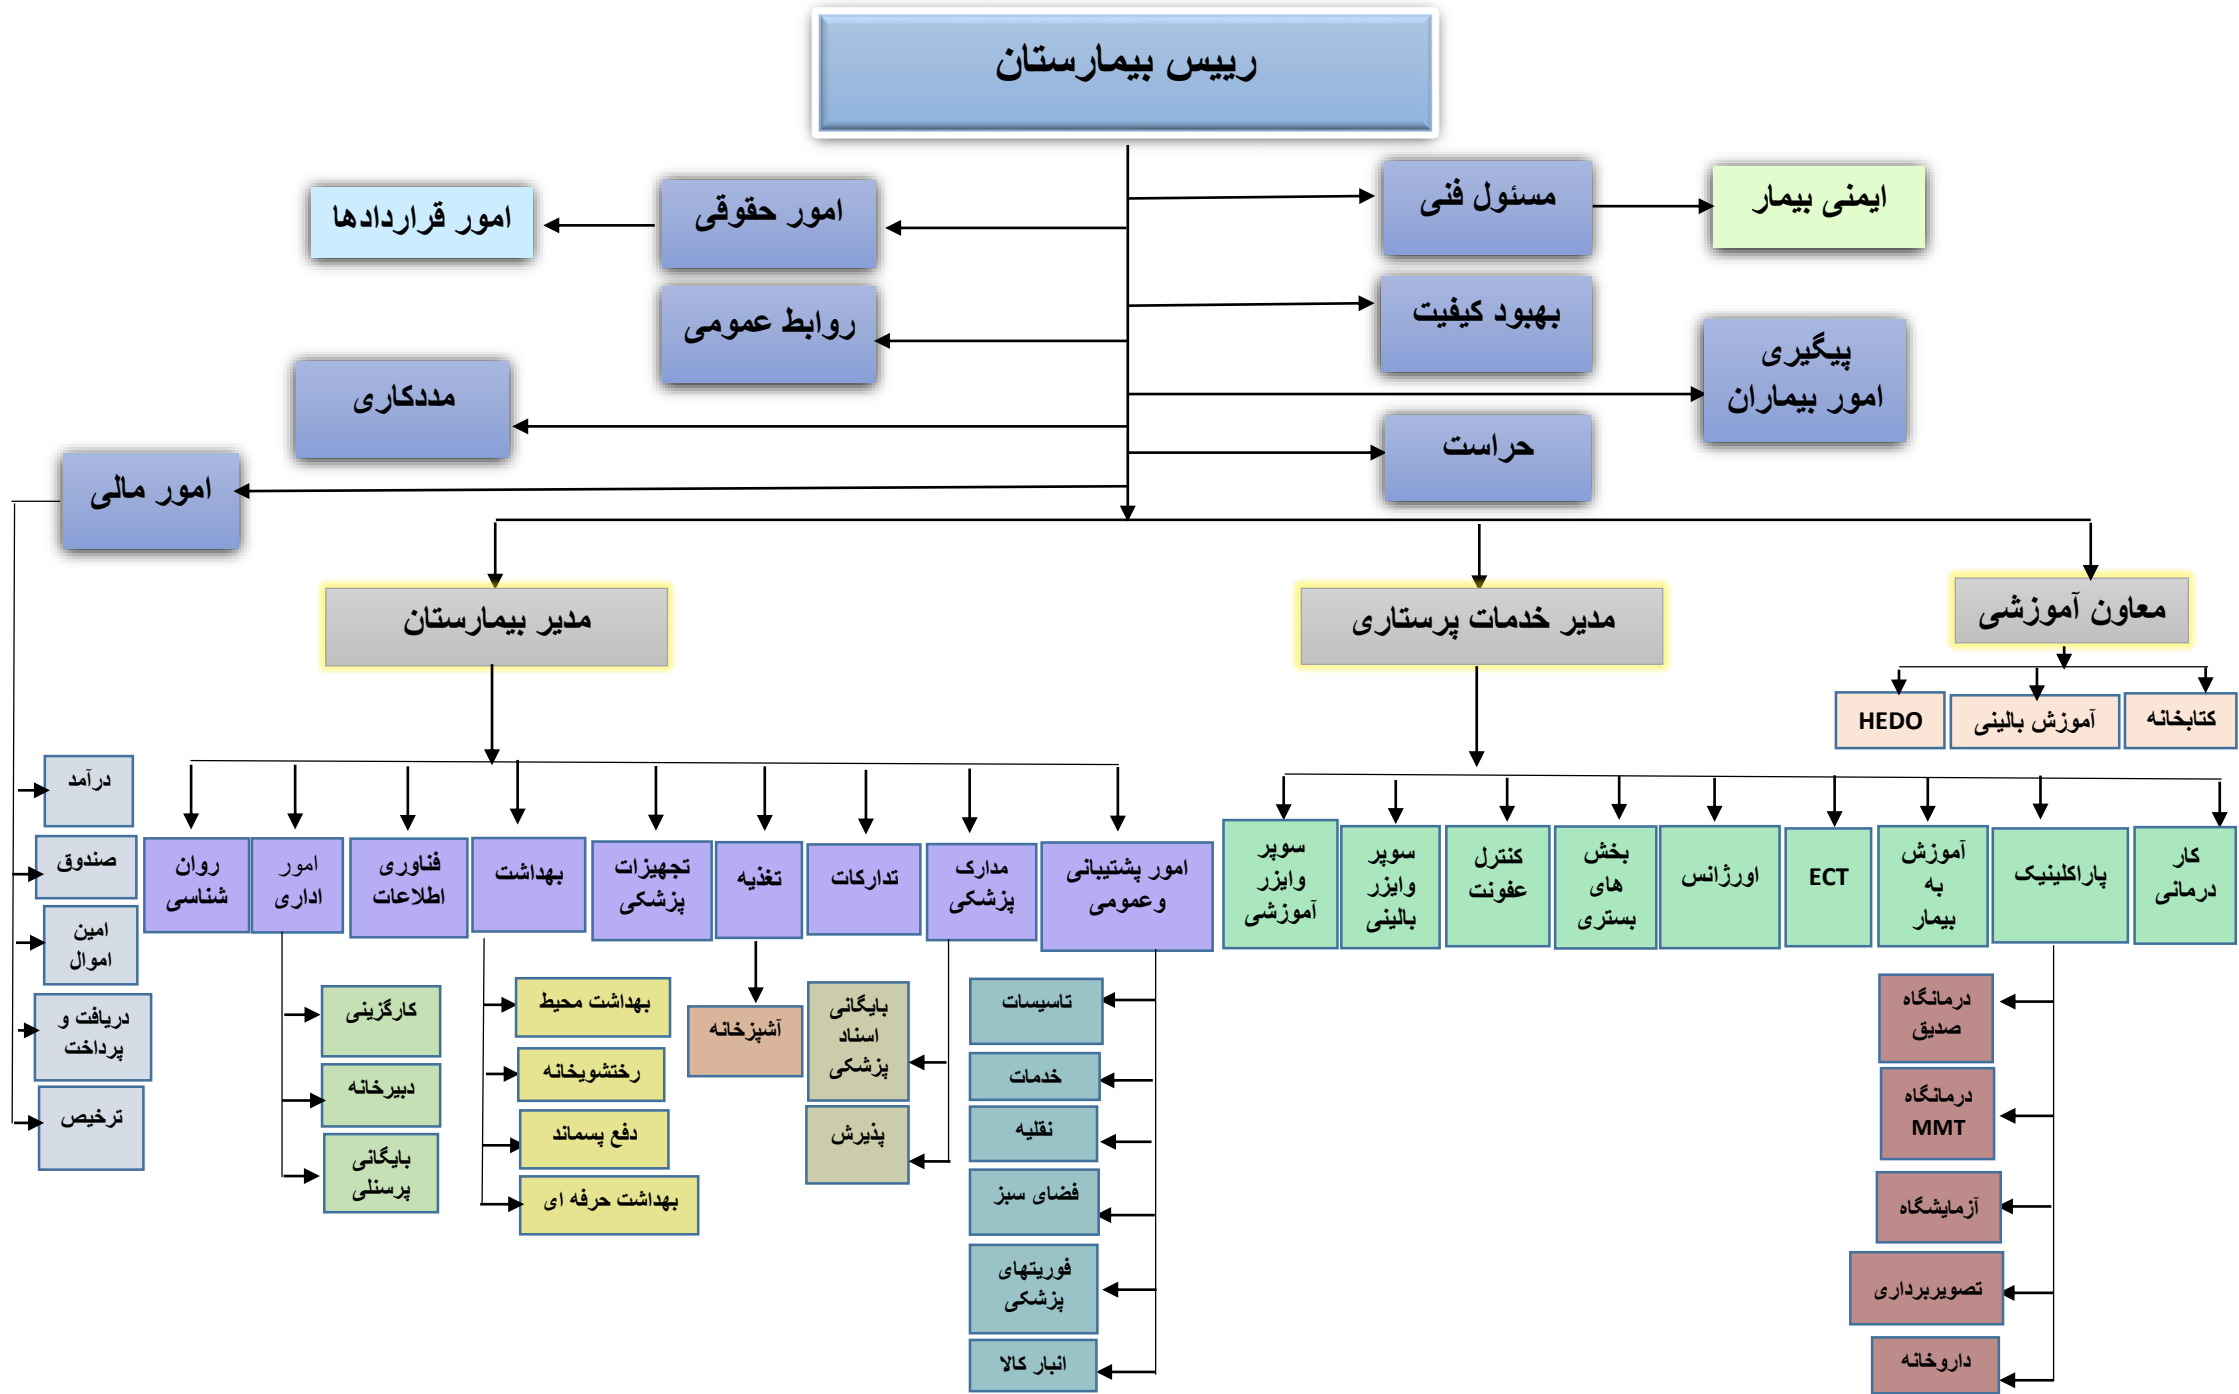 رییس بیمارستان
مسئول فنی
ایمنی بیمار
امور حقوقی
امور قراردادها
بهبود کیفیت
روابط عمومی
پیگیری
امور بیماران
مددکاری
حراست
امور مالی
معاون آموزشی
مدیر خدمات پرستاری
مدیر بیمارستان
کتابخانه
آموزش بالینی
HEDO
کار
درمانی
پاراکلینیک
آموزش
به
بیمار
ECT
اورژانس
بخش
های
بستری
کنترل
عفونت
سوپر
وایزر
بالینی
سوپر
وایزر
آموزشی
امور پشتیبانی
وعمومی
مدارک
پزشکی
تدارکات
تغذیه
تجهیزات
پزشکی
بهداشت
فناوری
اطلاعات
امور
اداری
روان
شناسی
درآمد
صندوق
امین
اموال
دریافت و
پرداخت
ترخیص
درمانگاه
صدیق
درمانگاه
MMT
آزمایشگاه
تصویربرداری
داروخانه
تاسیسات
خدمات
نقلیه
فضای سبز
فوریتهای
پزشکی
انبار کالا
بایگانی
اسناد
پزشکی
پذیرش
آشپزخانه
بهداشت محیط
رختشویخانه
دفع پسماند
بهداشت حرفه ای
کارگزینی
دبیرخانه
بایگانی
پرسنلی